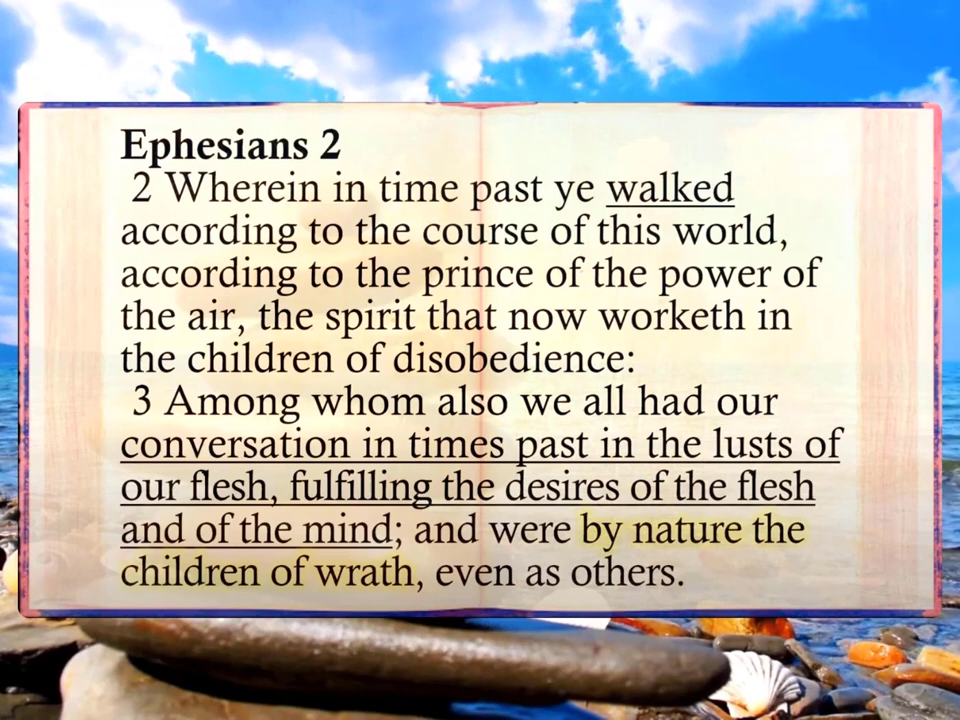 Ephesians 2
2 Wherein in time past ye walked
according to the course of this world,
according to the prince of the power of
the air, the spirit that now worketh in
the children of disobedience:
3 Among whom also we all had our
conversation in times past in the lusts of
our flesh, fulfilling the desires of the flesh
and of the mind; and were by nature the
children of wrath, even as others.